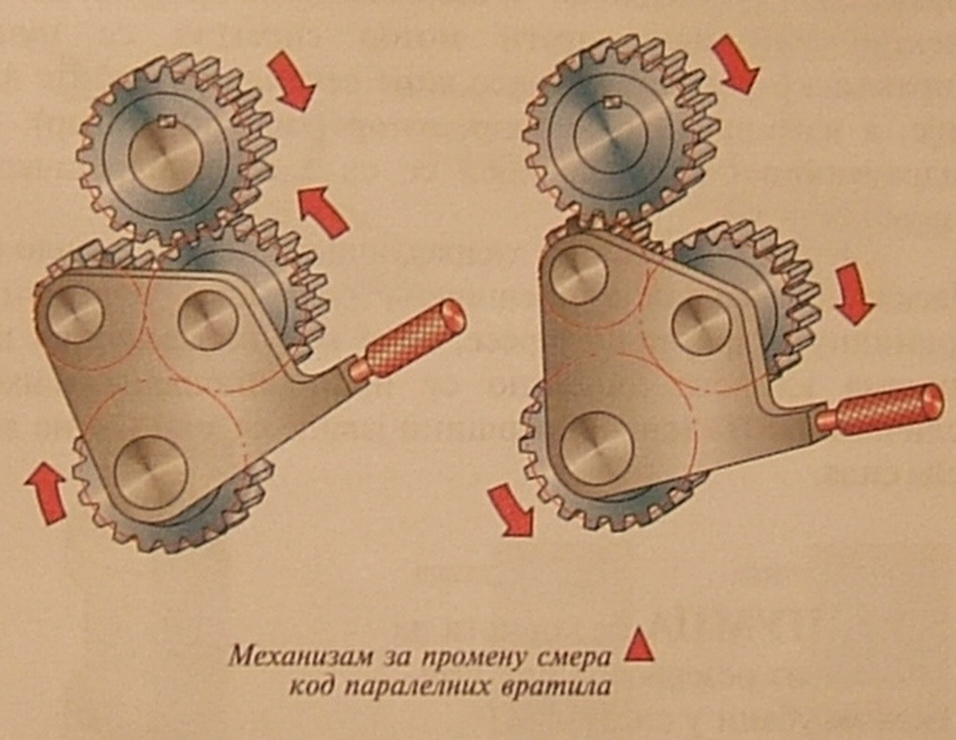 Механизам за промену смера
код паралелних вратила